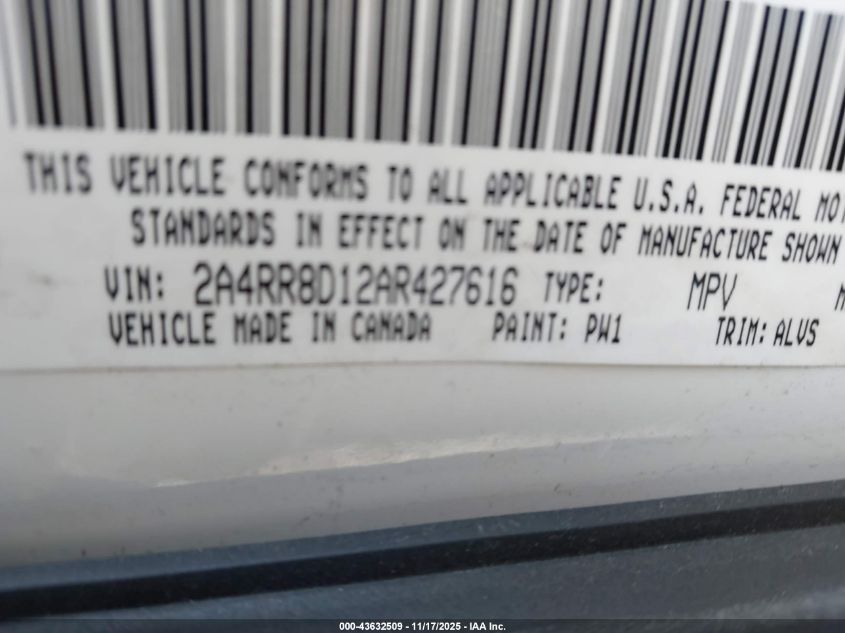 THIS VEHICLE CONFORMS TO ALL APPLICABLE U.S.A. FEDERAL MOT
STANDARDS IN EFFECT ON THE DATE OF MANUFACTURE SHOWN
VIN: 2A4RR8D12AR427616 TYPE: MPV
VEHICLE MADE IN CANADA PAINT: PW1 TRIM: ALVS
000-43632509 - 11/17/2025 - IAA Inc.